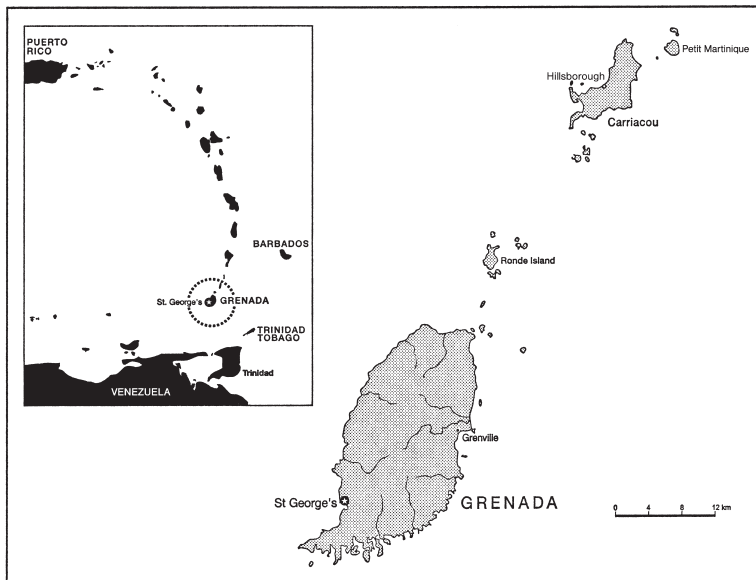 PUERTO
RICO
BARBADOS
St. George's
GRENADA
TRINIDAD
TOBAGO
Trinidad
VENEZUELA
Petit Martinique
Hillsborough
Carriacou
Ronde Island
Grenville
St George's
GRENADA
0 4 8 12 km